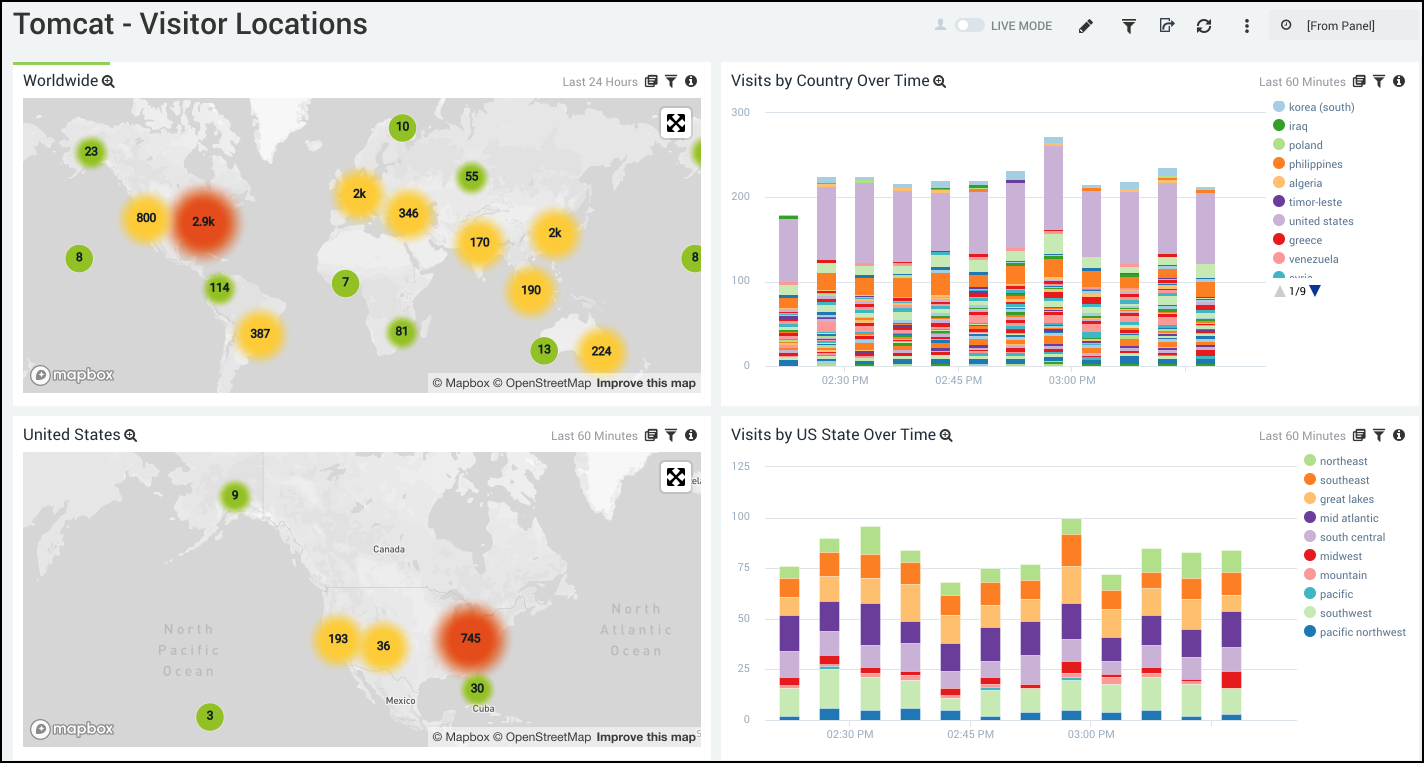 Tomcat - Visitor Locations
LIVE MODE
[From Panel]
Worldwide
Last 24 Hours
23
10
55
800
2.9k
2k
346
170
2k
8
8
114
7
190
387
81
13
224
mapbox
© Mapbox © OpenStreetMap Improve this map
Visits by Country Over Time
Last 60 Minutes
300
200
100
0
02:30 PM
02:45 PM
03:00 PM
korea (south)
iraq
poland
philippines
algeria
timor-leste
united states
greece
venezuela
syria
1/9
United States
Last 60 Minutes
9
Canada
193
36
745
North
Pacific
Ocean
North
Atlantic
Ocean
30
Mexico
Cuba
3
mapbox
© Mapbox © OpenStreetMap Improve this map
Visits by US State Over Time
Last 60 Minutes
125
100
75
50
25
0
02:30 PM
02:45 PM
03:00 PM
northeast
southeast
great lakes
mid atlantic
south central
midwest
mountain
pacific
southwest
pacific northwest